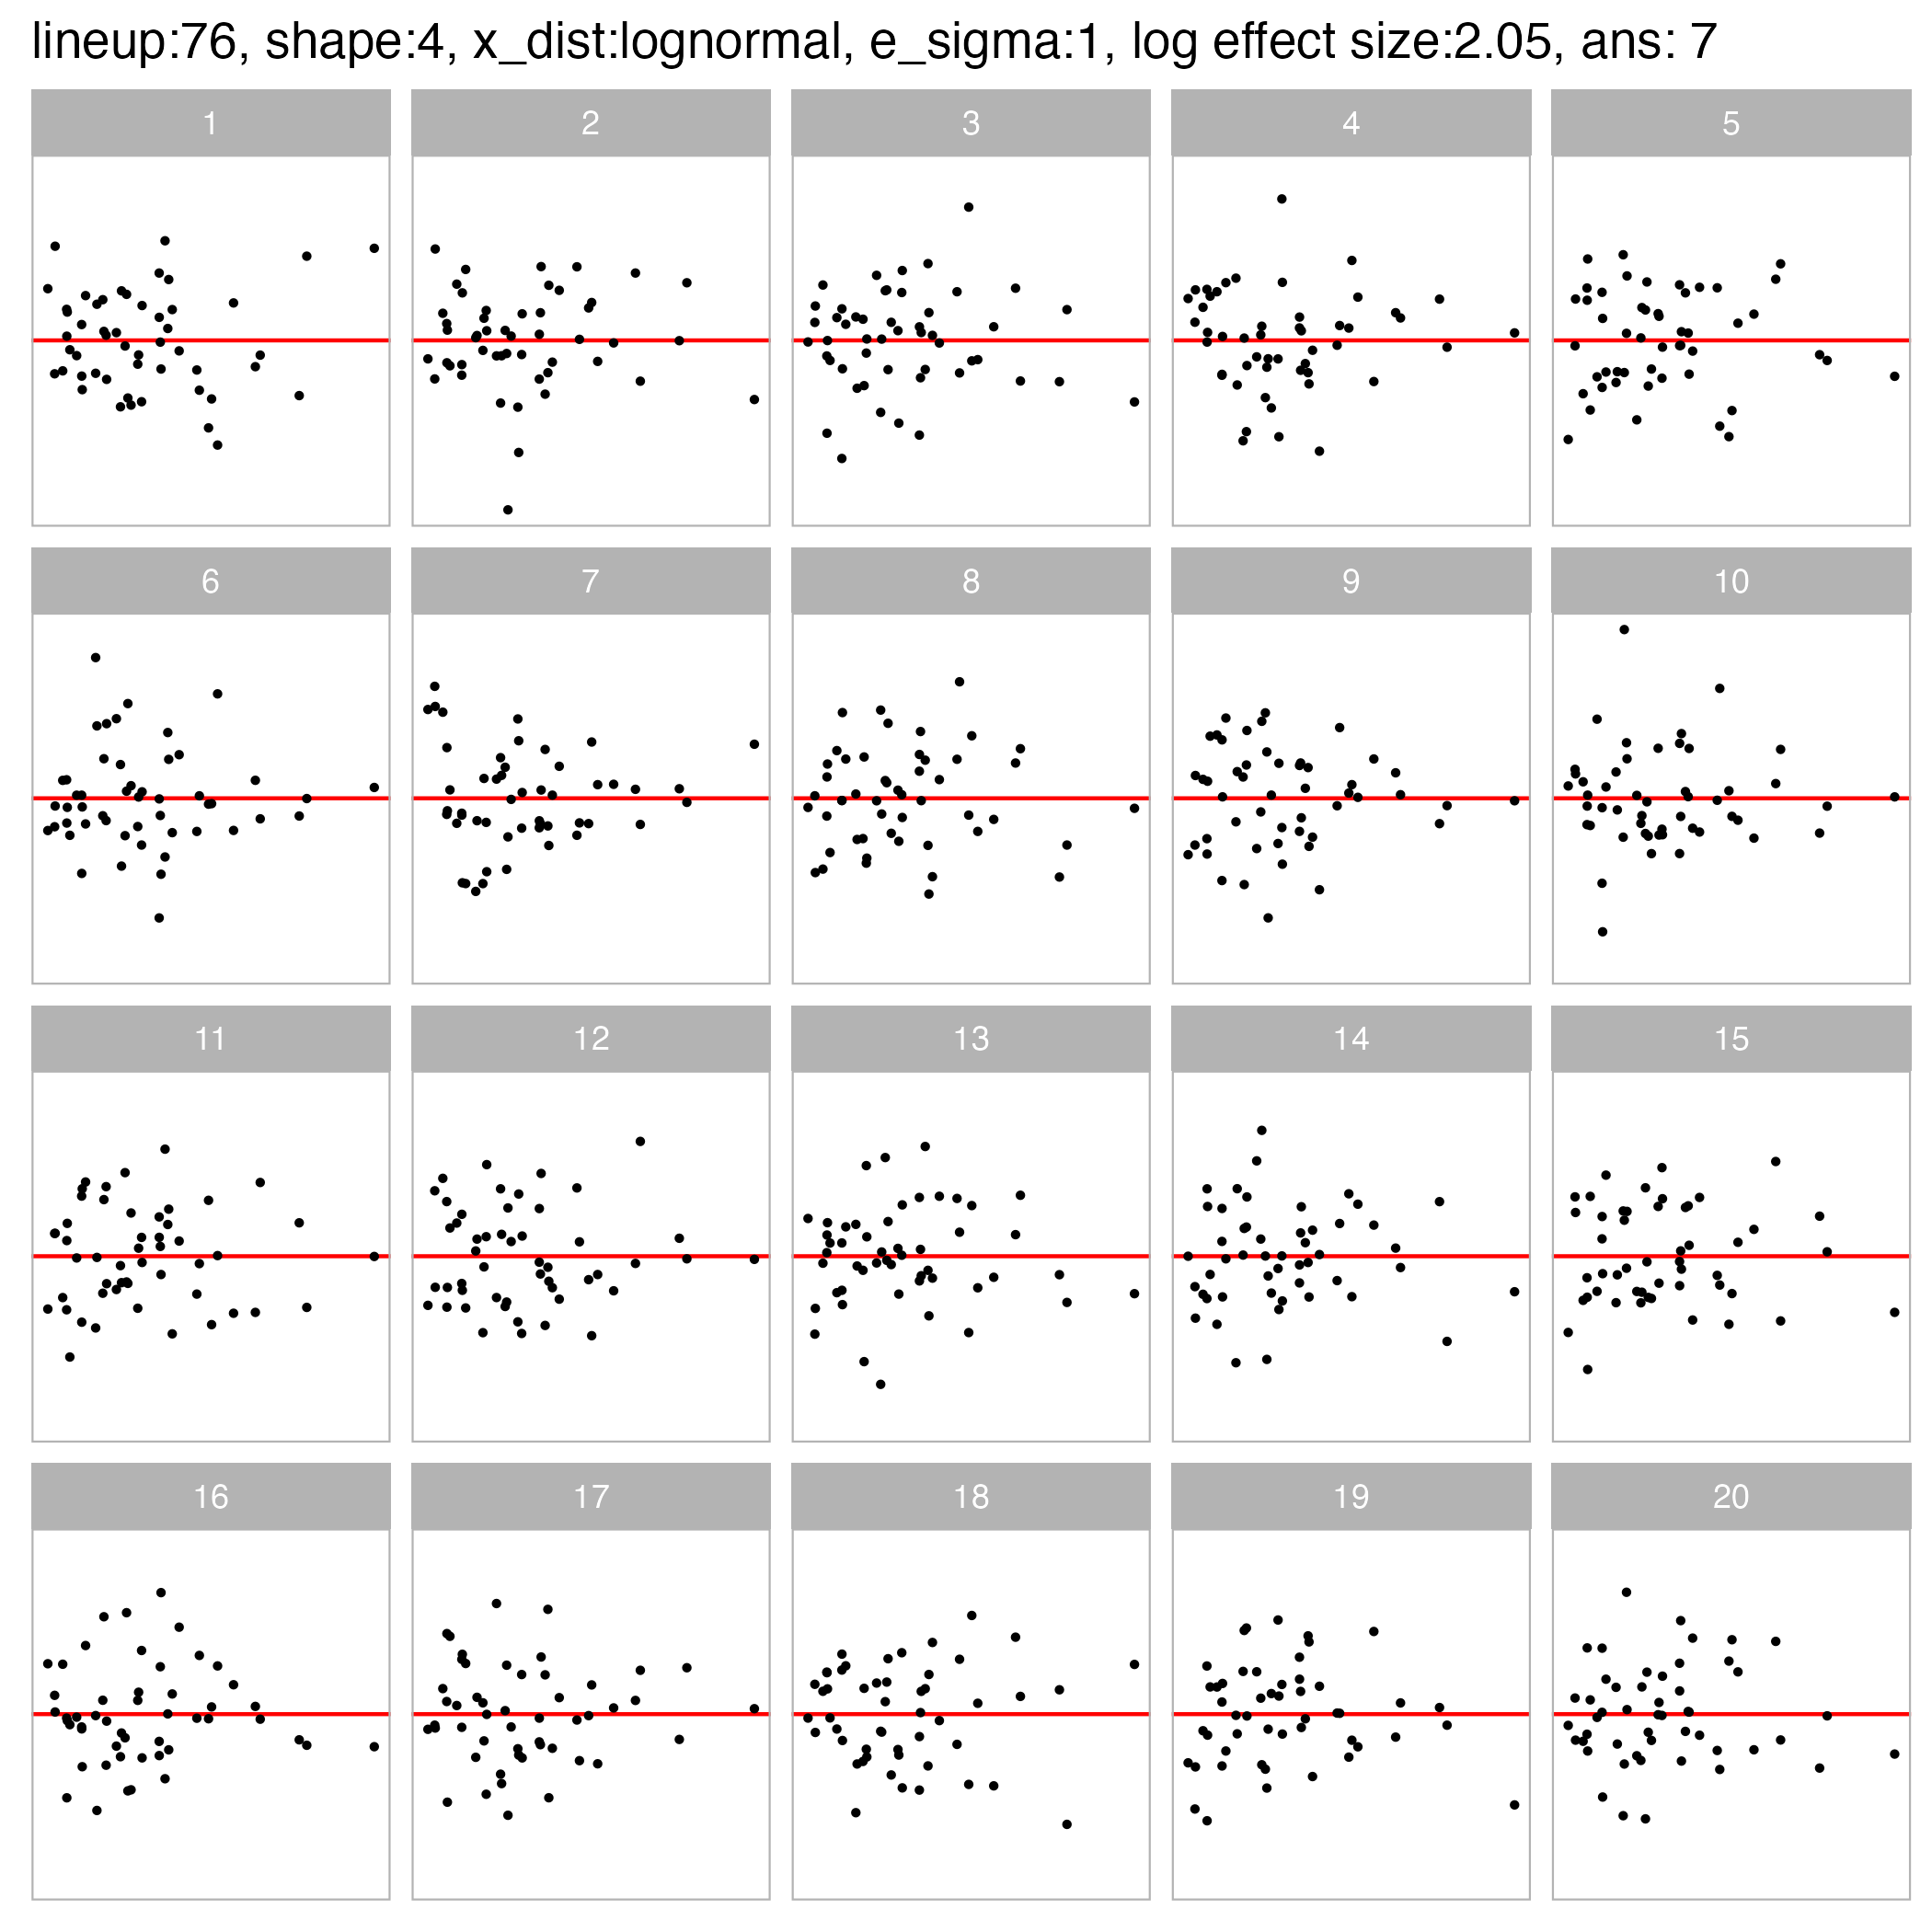 lineup:76, shape:4, x_dist:lognormal, e_sigma:1, log effect size:2.05, ans: 7
1 2 3 4 5
6 7 8 9 10
11 12 13 14 15
16 17 18 19 20